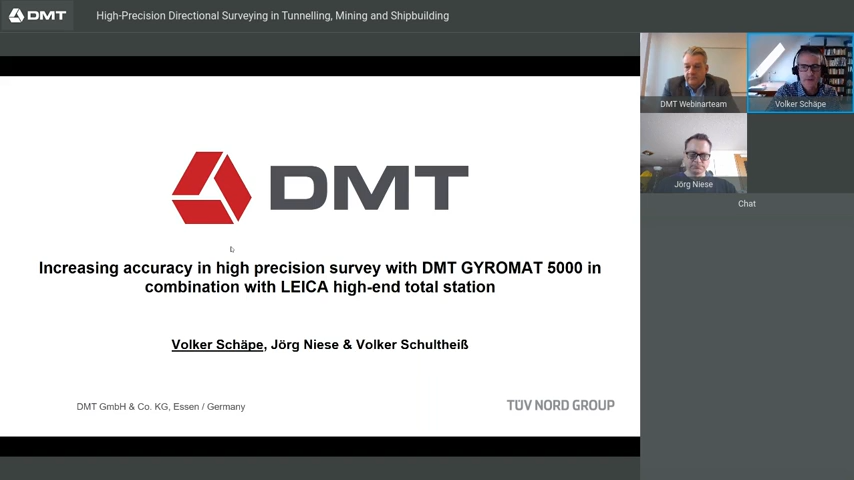 DMT
High-Precision Directional Surveying in Tunnelling, Mining and Shipbuilding
DMT Webinarteam
Volker Schäpe
Jörg Niese
Chat
DMT
Increasing accuracy in high precision survey with DMT GYROMAT 5000 in
combination with LEICA high-end total station
Volker Schäpe, Jörg Niese & Volker Schultheiß
DMT GmbH & Co. KG, Essen / Germany
TÜV NORD GROUP